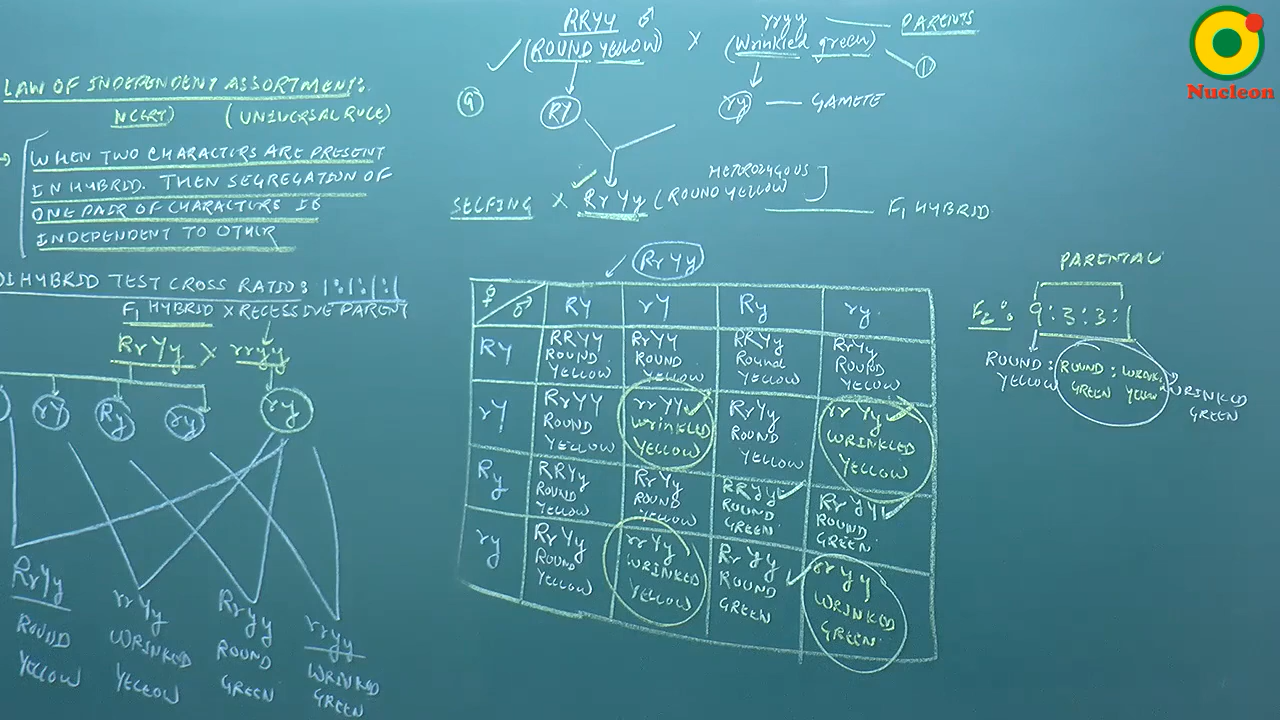 LAW OF INDEPENDENT ASSORTMENT:
NCERT) (UNIVERSAL RULE)
WHEN TWO CHARACTERS ARE PRESENT
IN HYBRID. THEN SEGREGATION OF
ONE PAIR OF CHARACTERS IS
INDEPENDENT TO OTHER
DIHYBRID TEST CROSS RATIO: 1:1:1:1
F1 HYBRID X RECESSIVE PARENT
RrYy X rryy
rY Ry ry ry
RrYy rrYy Rryy rryy
ROUND WRINKLED ROUND WRINKLED
YELLOW YELLOW GREEN GREEN
RRYY ♂ X rryy PARENTS
(ROUND YELLOW) (Wrinkled green) ①
RY ry GAMETE
HETEROZYGOUS
SELFING X RrYy (ROUND YELLOW] F1 HYBRID
RrYy
♀ ♂ RY rY Ry ry
RY RRYY RrYY RRYy RrYy
ROUND ROUND Round ROUND
YELLOW YELLOW YELLOW YELLOW
rY RrYY rrYY RrYy rrYy
ROUND Wrinkled ROUND WRINKLED
YELLOW YELLOW YELLOW YELLOW
Ry RRYy RrYy RRyy Rryy
ROUND ROUND ROUND ROUND
YELLOW YELLOW GREEN GREEN
ry RrYy rrYy Rryy rryy
ROUND WRINKED ROUND WRINKED
YELLOW YELLOW GREEN GREEN
PARENTAL
F2: 9:3:3:1
ROUND: ROUND: WRINKLED
YELLOW GREEN YELLOW
WRINKED
GREEN
Nucleon